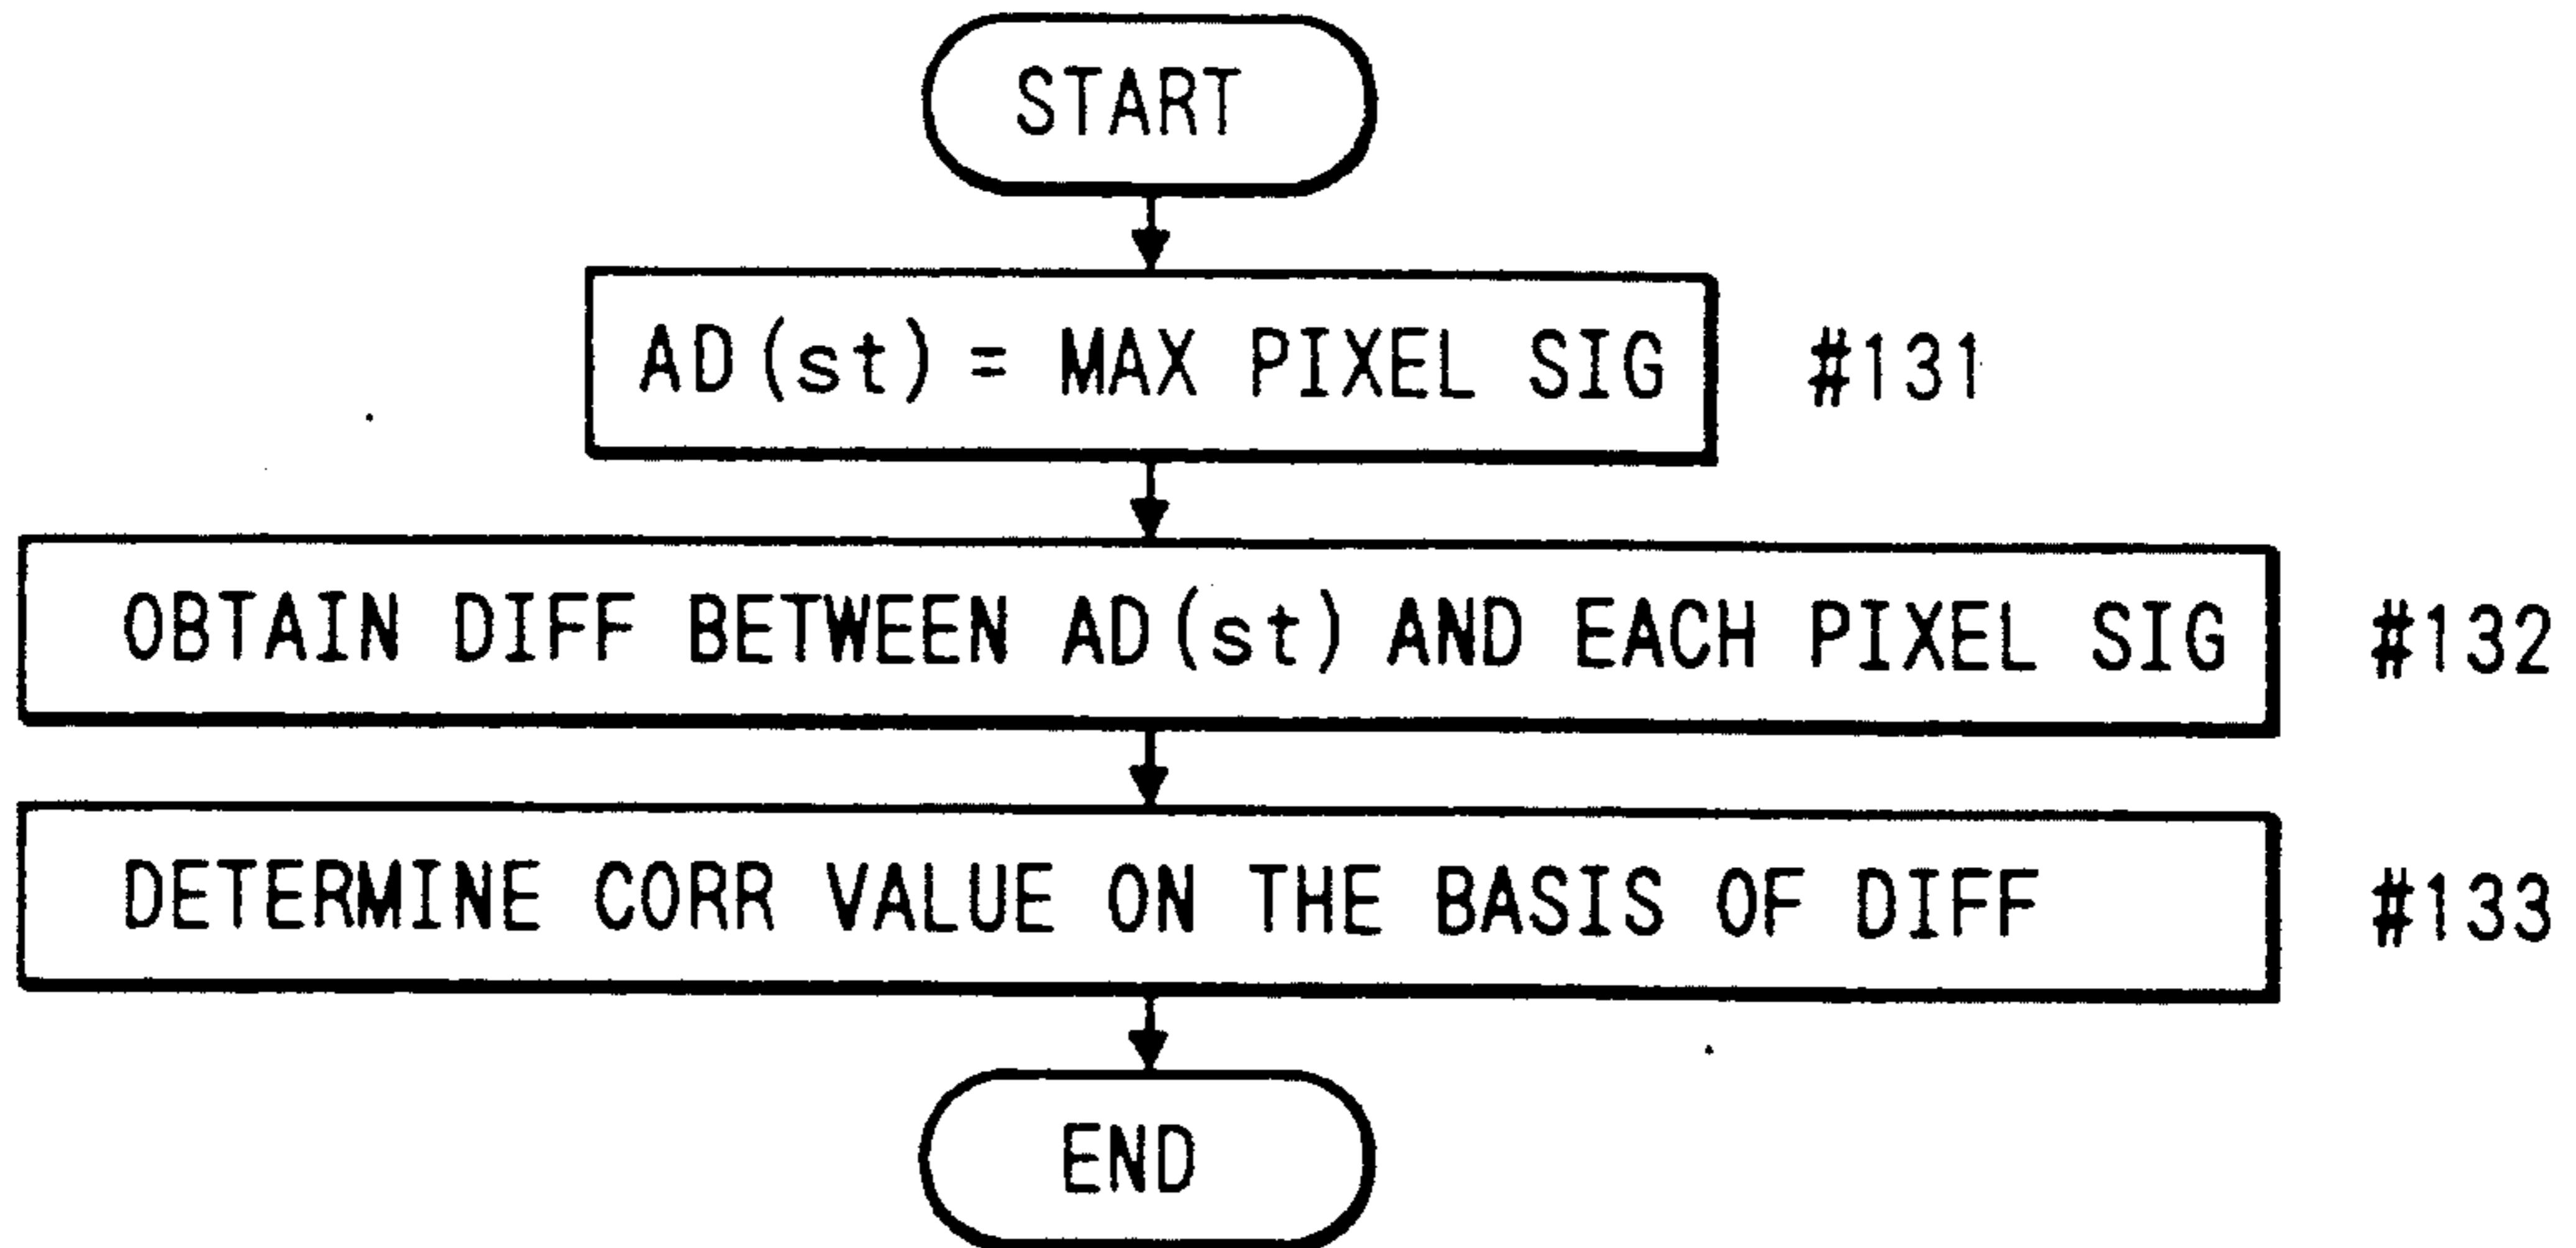 START
AD(st) = MAX PIXEL SIG #131
OBTAIN DIFF BETWEEN AD(st) AND EACH PIXEL SIG #132
DETERMINE CORR VALUE ON THE BASIS OF DIFF #133
END